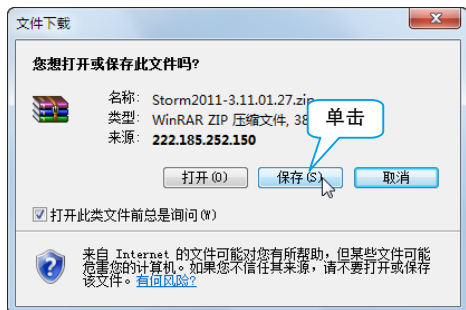 文件下载
您想打开或保存此文件吗?
名称: Storm2011-3.11.01.27.zip
类型: WinRAR ZIP 压缩文件, 38
单击
来源: 222.185.252.150
打开(O) 保存(S) 取消
打开此类文件前总是询问(W)
来自 Internet 的文件可能对您有所帮助，但某些文件可能
危害您的计算机。如果您不信任其来源，请不要打开或保存
该文件。有何风险?